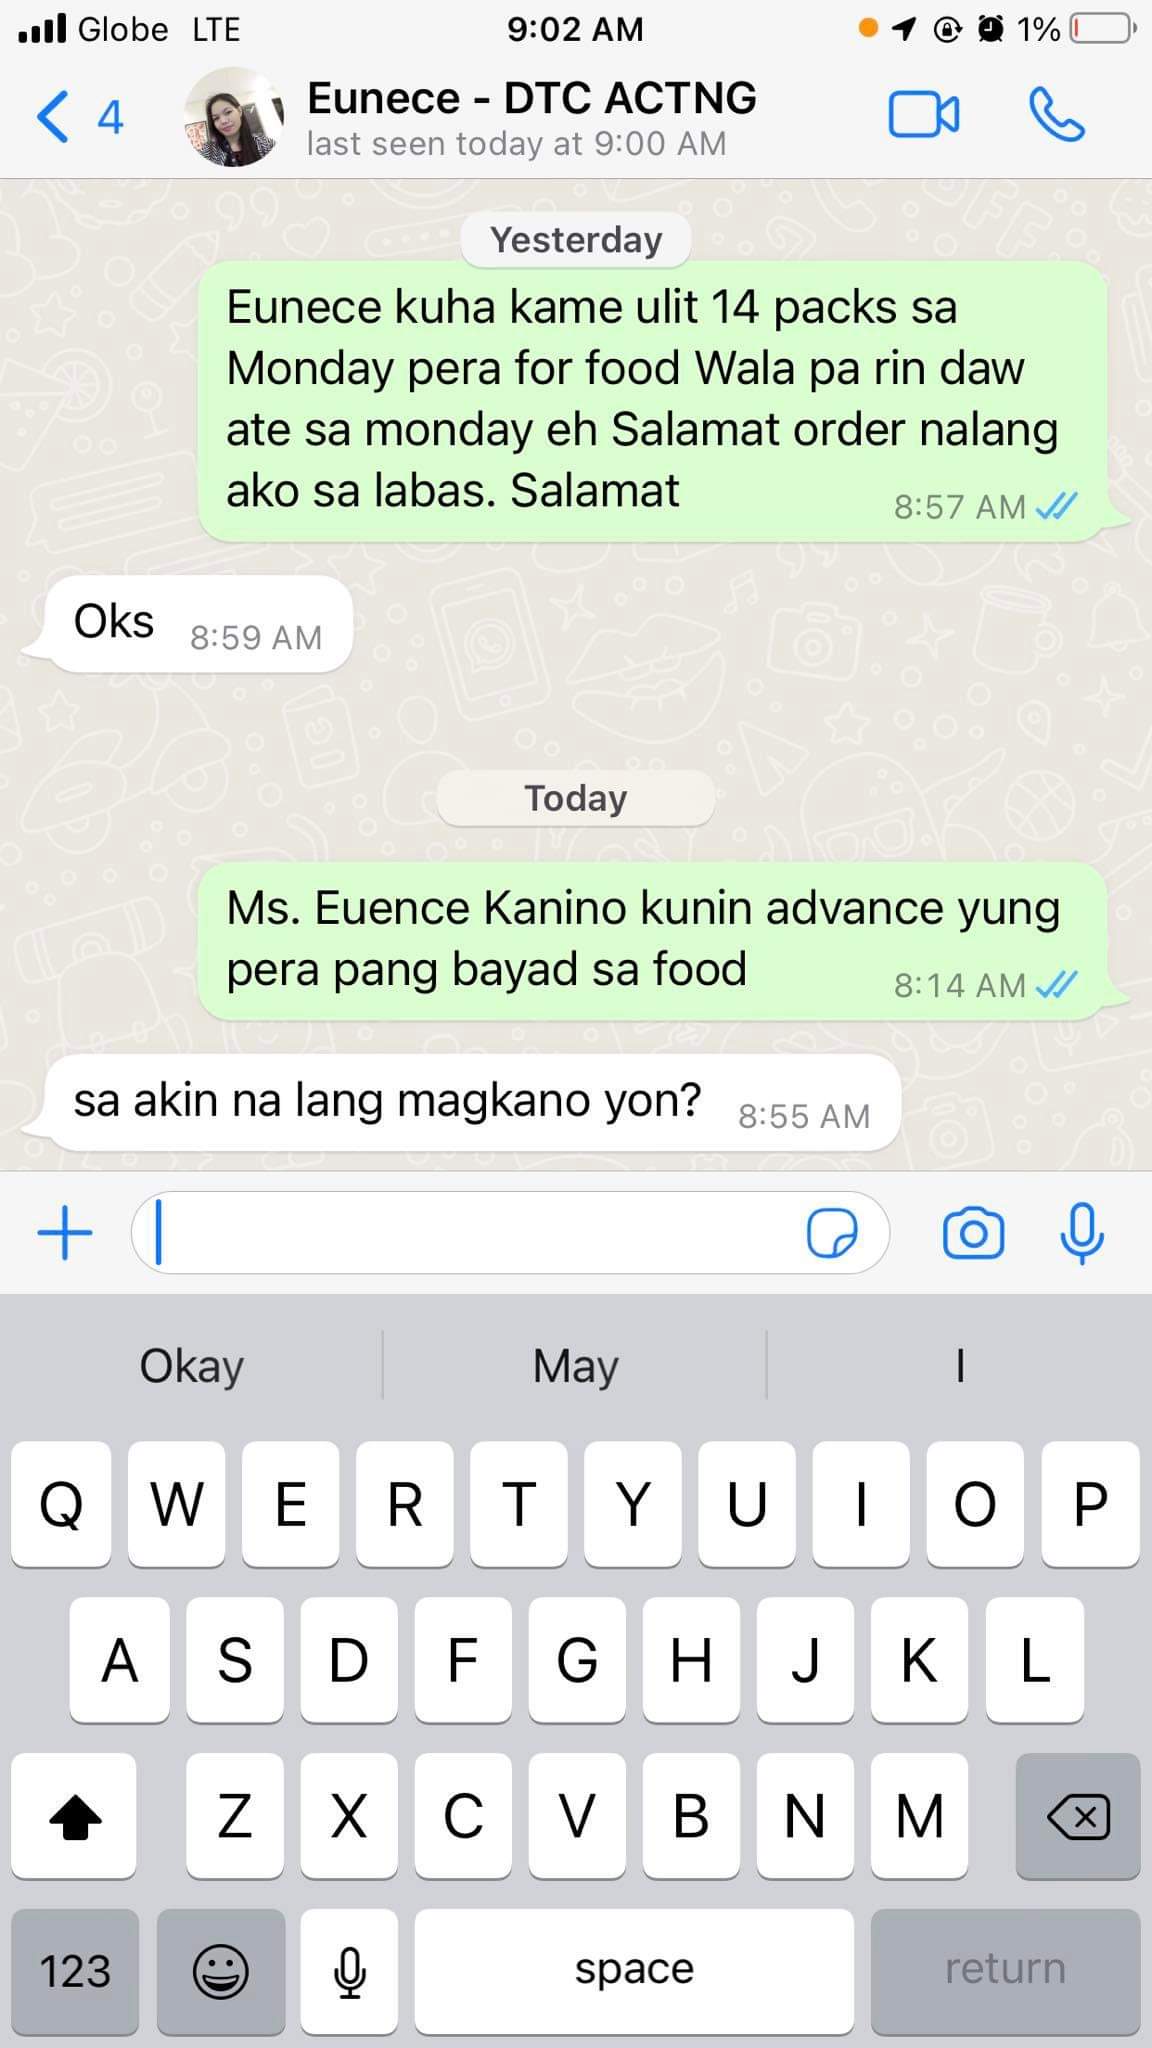 Globe LTE 9:02 AM 1%
4 Eunece - DTC ACTNG
last seen today at 9:00 AM
Yesterday
Eunece kuha kame ulit 14 packs sa
Monday pera for food Wala pa rin daw
ate sa monday eh Salamat order nalang
ako sa labas. Salamat 8:57 AM
Oks 8:59 AM
Today
Ms. Euence Kanino kunin advance yung
pera pang bayad sa food 8:14 AM
sa akin na lang magkano yon? 8:55 AM
Okay May I
Q W E R T Y U I O P
A S D F G H J K L
Z X C V B N M
123 space return